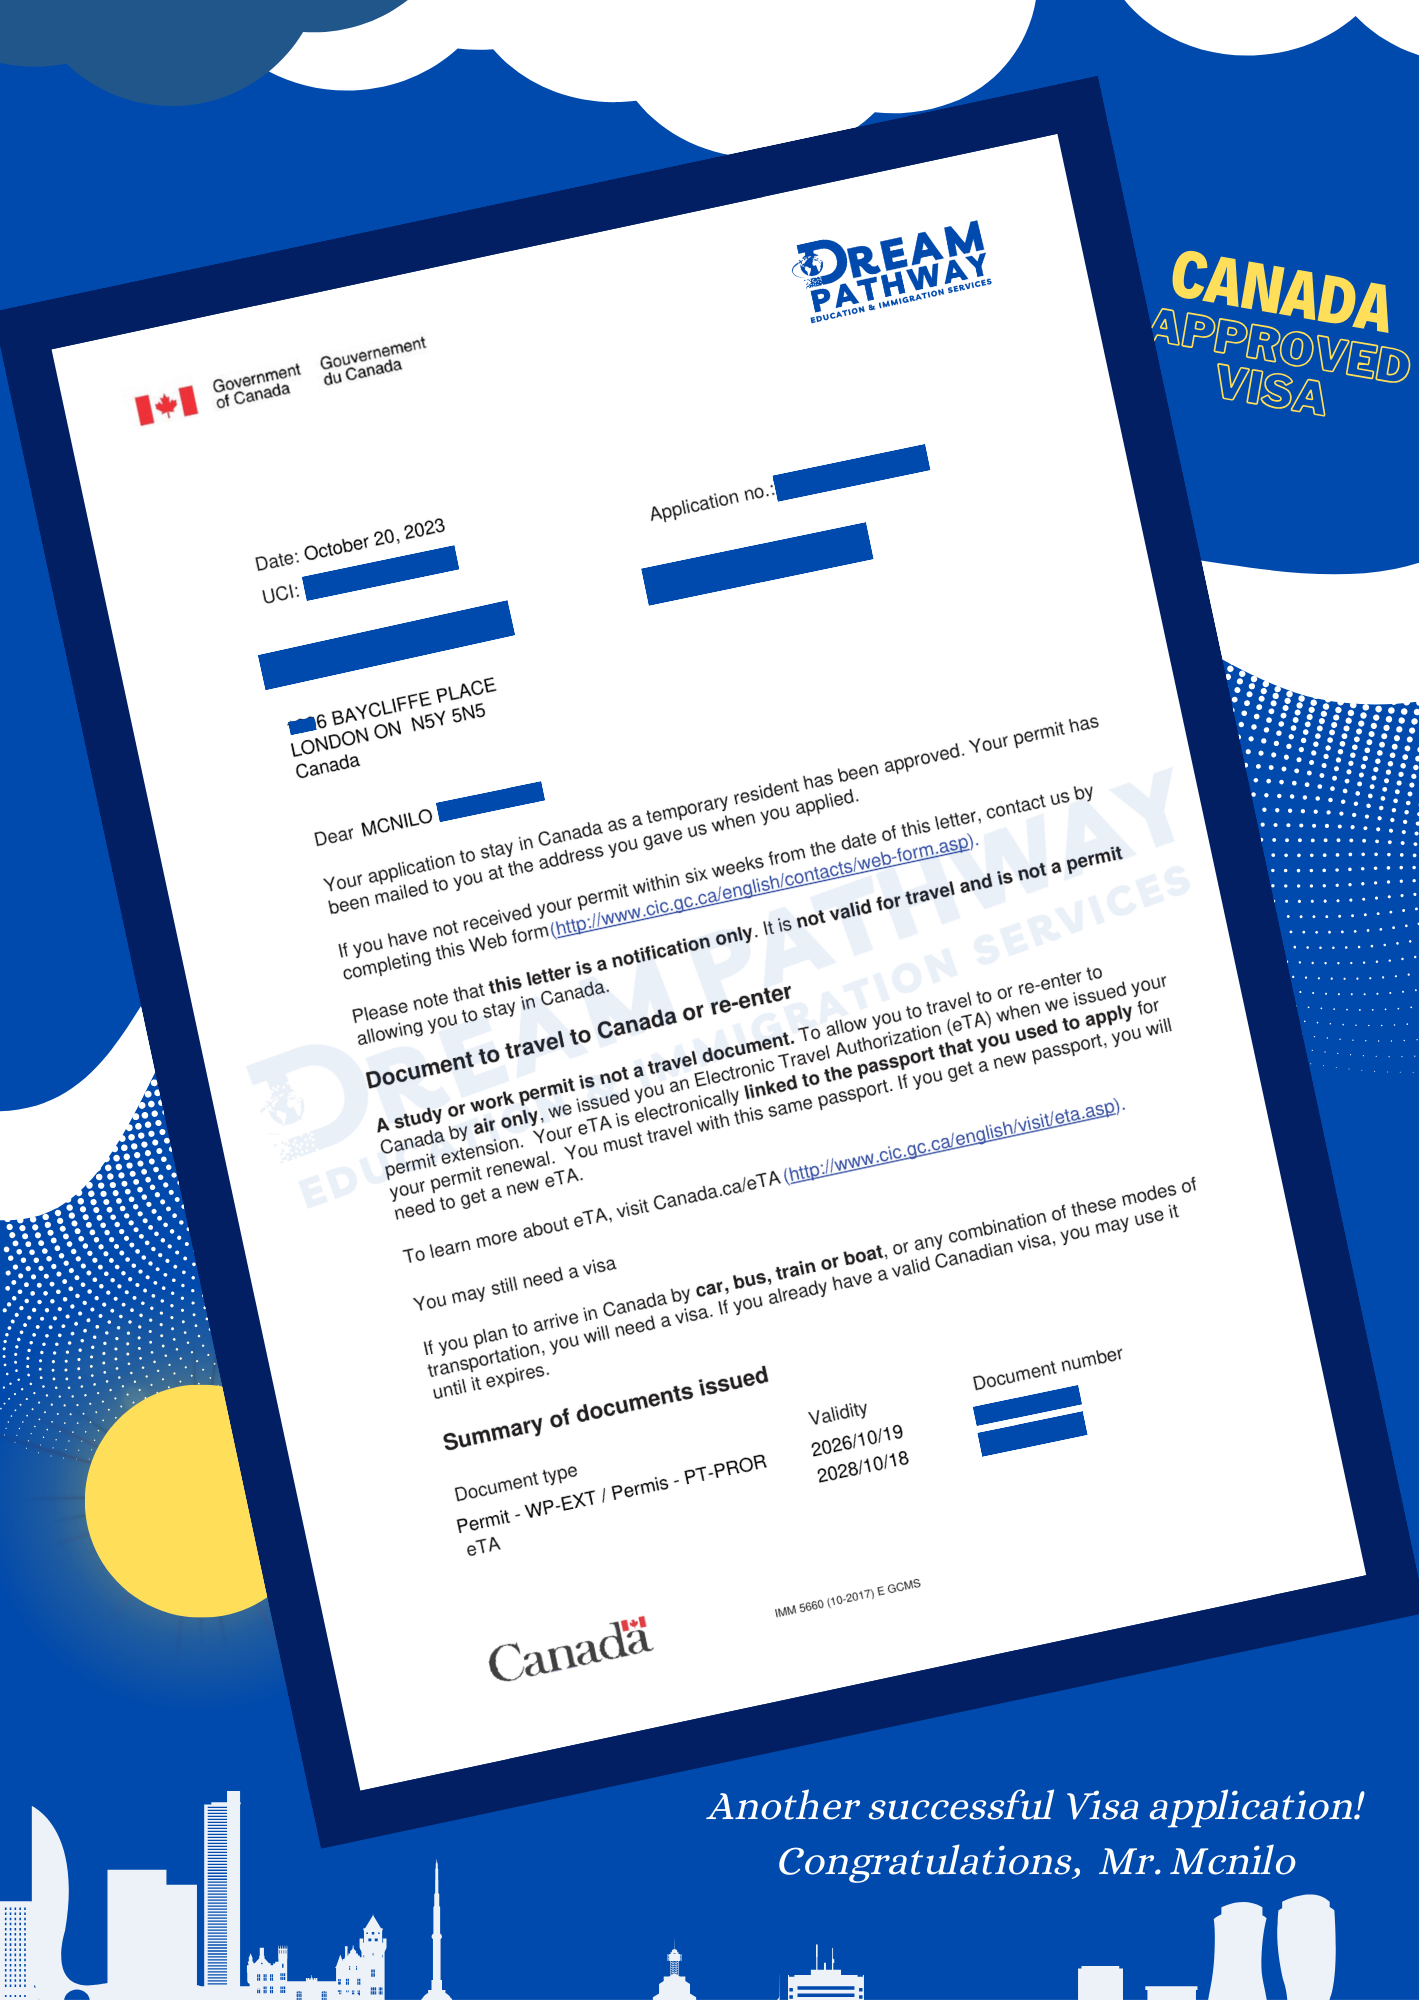 DREAM
PATHWAY
EDUCATION & IMMIGRATION SERVICES
CANADA
APPROVED
VISA
Government of Canada
Gouvernement du Canada
Application no.:
Date: October 20, 2023
UCI:
6 BAYCLIFFE PLACE
LONDON ON N5Y 5N5
Canada
Dear MCNILO
Your application to stay in Canada as a temporary resident has been approved. Your permit has
been mailed to you at the address you gave us when you applied.
If you have not received your permit within six weeks from the date of this letter, contact us by
completing this Web form(http://www.cic.gc.ca/english/contacts/web-form.asp).
Please note that this letter is a notification only. It is not valid for travel and is not a permit
allowing you to stay in Canada.
Document to travel to Canada or re-enter
A study or work permit is not a travel document. To allow you to travel to or re-enter to
Canada by air only, we issued you an Electronic Travel Authorization (eTA) when we issued your
permit extension. Your eTA is electronically linked to the passport that you used to apply for
your permit renewal. You must travel with this same passport. If you get a new passport, you will
need to get a new eTA.
To learn more about eTA, visit Canada.ca/eTA (http://www.cic.gc.ca/english/visit/eta.asp).
You may still need a visa
If you plan to arrive in Canada by car, bus, train or boat, or any combination of these modes of
transportation, you will need a visa. If you already have a valid Canadian visa, you may use it
until it expires.
Summary of documents issued
Document type Validity Document number
Permit - WP-EXT / Permis - PT-PROR 2026/10/19
eTA 2028/10/18
DREAM PATHWAY
EDUCATION & IMMIGRATION SERVICES
Canada
IMM 5660 (10-2017) E GCMS
Another successful Visa application!
Congratulations, Mr. Mcnilo